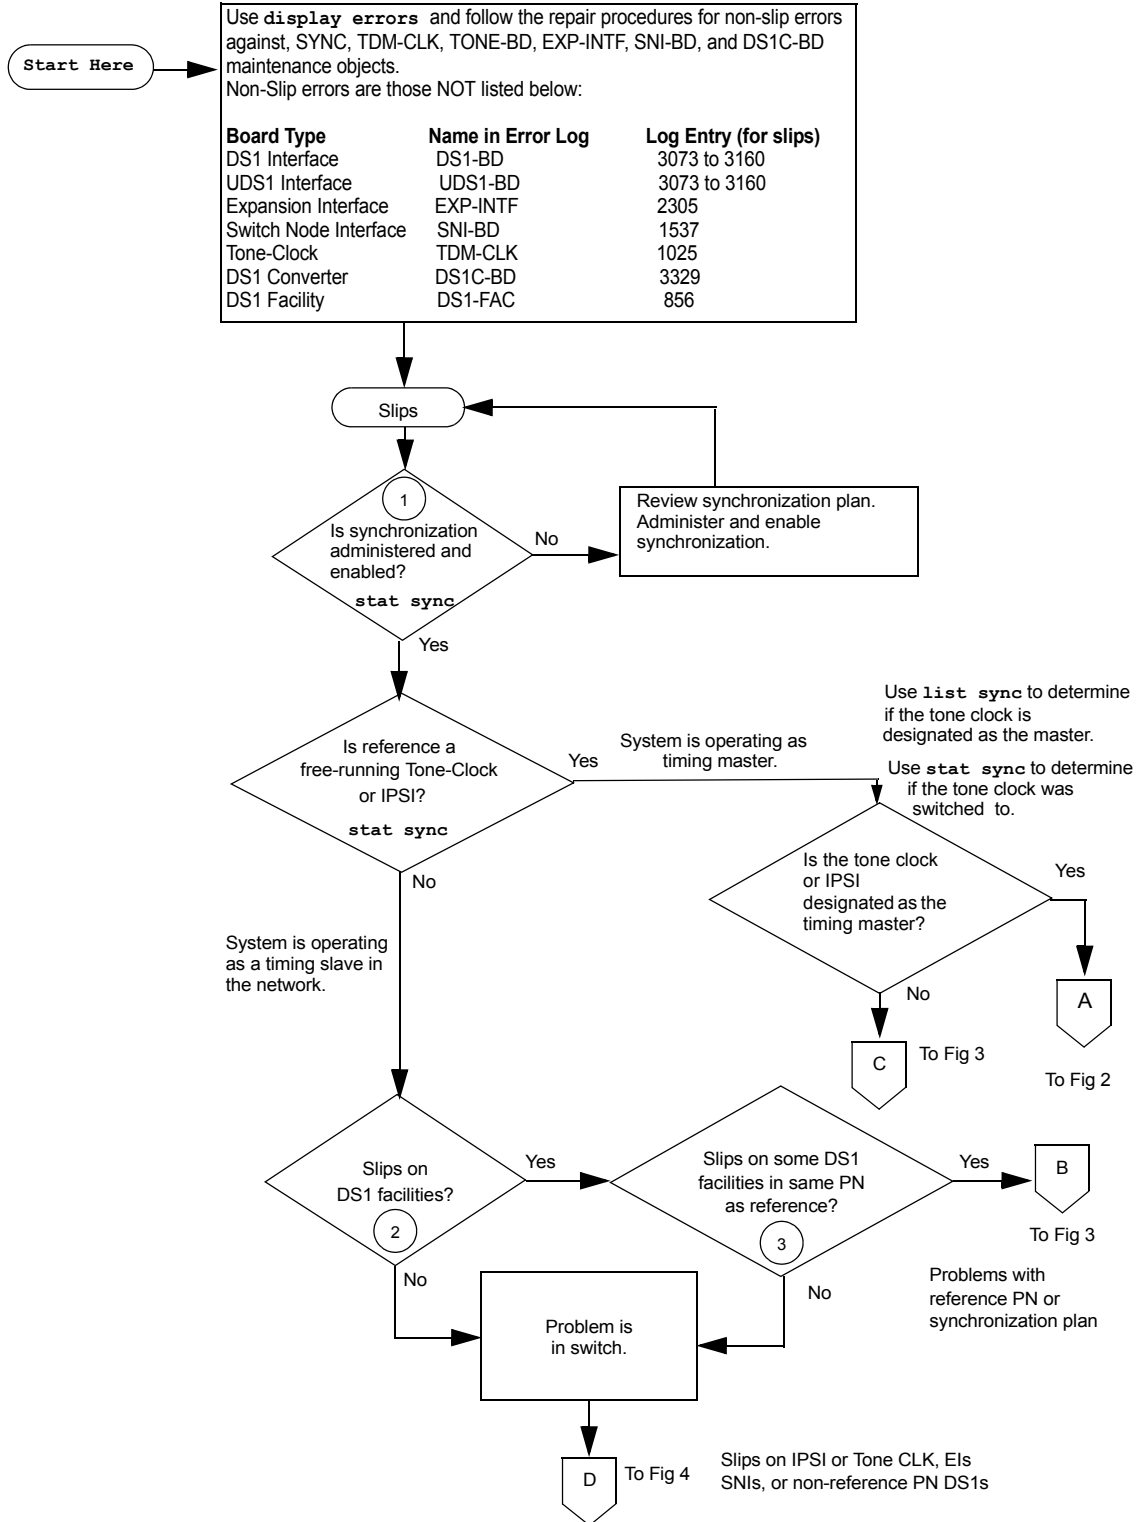 Start Here
Use display errors and follow the repair procedures for non-slip errors
against, SYNC, TDM-CLK, TONE-BD, EXP-INTF, SNI-BD, and DS1C-BD
maintenance objects.
Non-Slip errors are those NOT listed below:
Board Type Name in Error Log Log Entry (for slips)
DS1 Interface DS1-BD 3073 to 3160
UDS1 Interface UDS1-BD 3073 to 3160
Expansion Interface EXP-INTF 2305
Switch Node Interface SNI-BD 1537
Tone-Clock TDM-CLK 1025
DS1 Converter DS1C-BD 3329
DS1 Facility DS1-FAC 856
Slips
1
Is synchronization
administered and
enabled?
stat sync
No
Review synchronization plan.
Administer and enable
synchronization.
Yes
Is reference a
free-running Tone-Clock
or IPSI?
stat sync
Yes
System is operating as
timing master.
Use list sync to determine
if the tone clock is
designated as the master.
Use stat sync to determine
if the tone clock was
switched to.
Is the tone clock
or IPSI
designated as the
timing master?
Yes
A
To Fig 2
No
C
To Fig 3
No
System is operating
as a timing slave in
the network.
Slips on
DS1 facilities?
2
Yes
Slips on some DS1
facilities in same PN
as reference?
3
Yes
B
To Fig 3
Problems with
reference PN or
synchronization plan
No
No
Problem is
in switch.
D
To Fig 4
Slips on IPSI or Tone CLK, EIs
SNIs, or non-reference PN DS1s